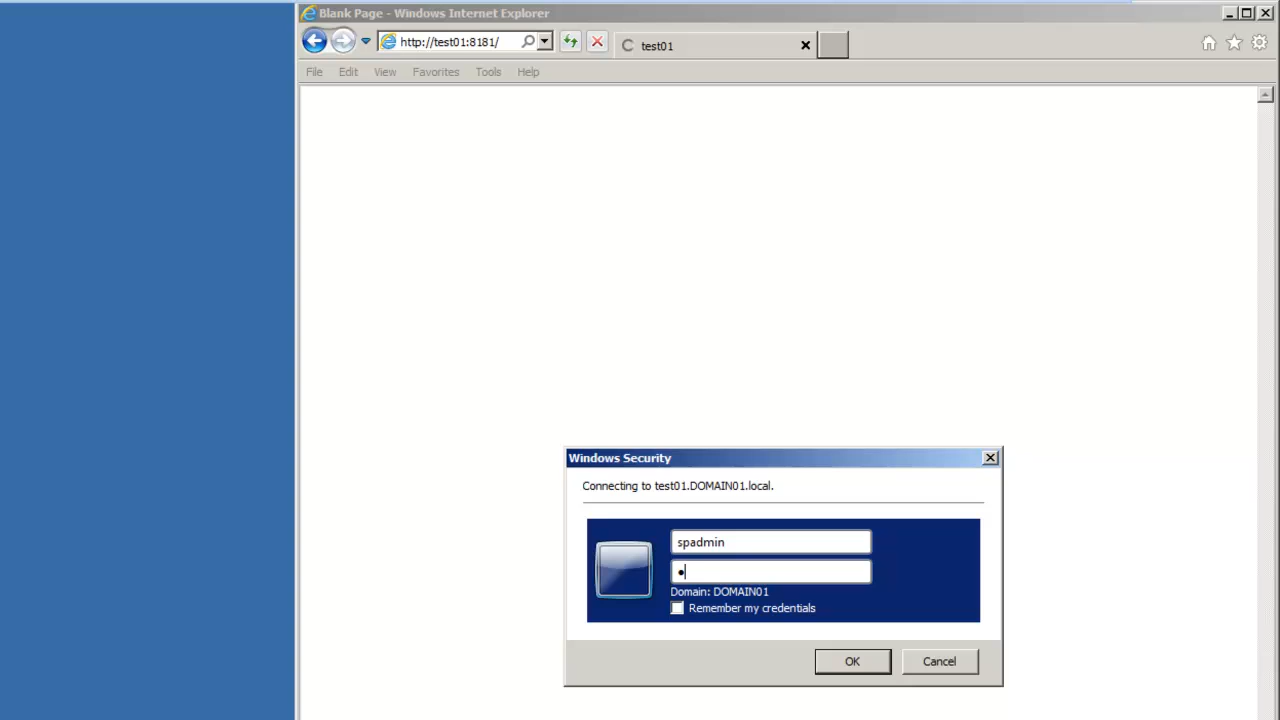 Blank Page - Windows Internet Explorer
http://test01:8181/
test01
File Edit View Favorites Tools Help
Windows Security
Connecting to test01.DOMAIN01.local.
spadmin
●
Domain: DOMAIN01
Remember my credentials
OK Cancel